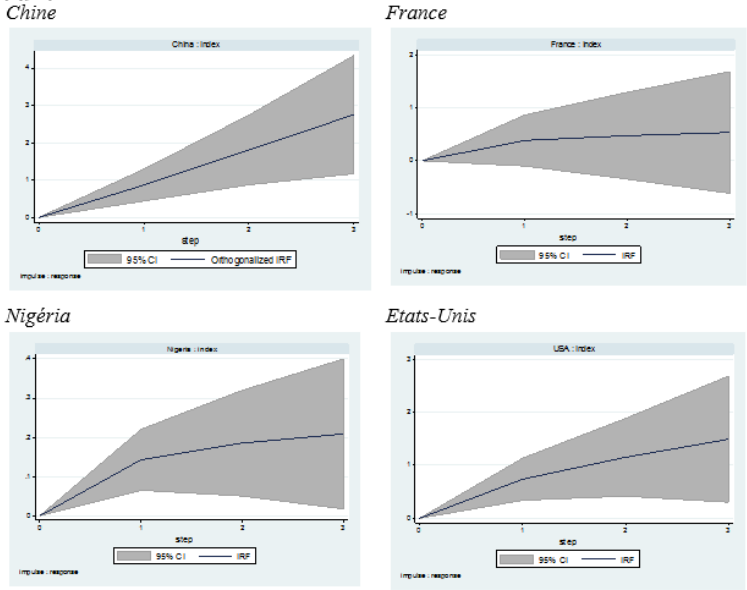 Chine
China : Index
4
3
2
1
0
0 1 2 3
step
95% CI Orthogonalized IRF
impulse : response
France
France : Index
2
1
0
-1
0 1 2 3
step
95% CI IRF
impulse : response
Nigéria
Nigeria : Index
.4
.3
.2
.1
0
0 1 2 3
step
95% CI IRF
impulse : response
Etats-Unis
USA : Index
3
2
1
0
0 1 2 3
step
95% CI IRF
impulse : response